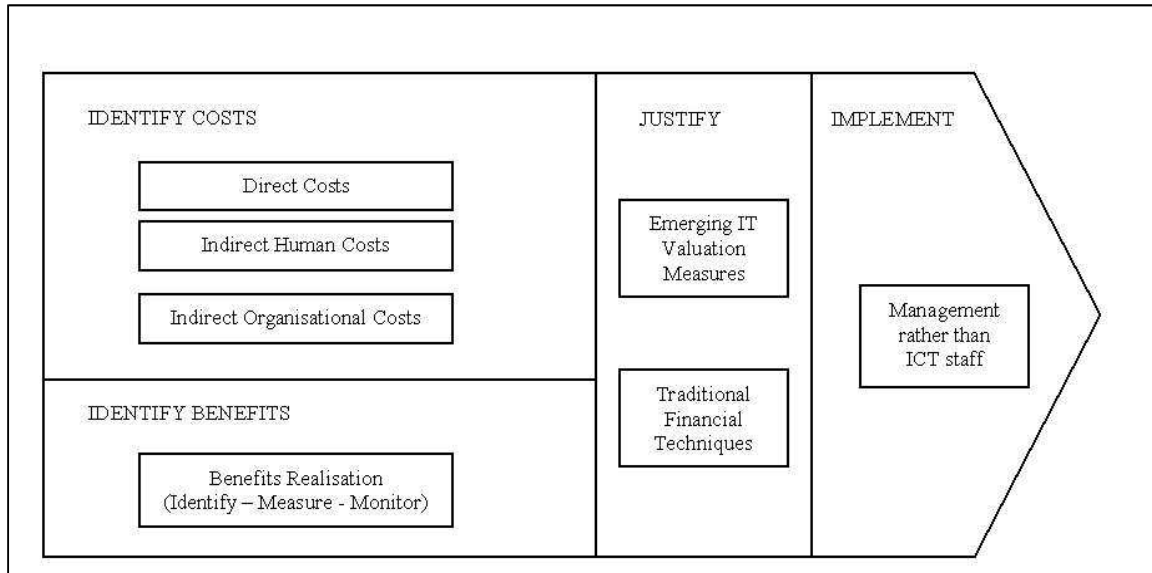 IDENTIFY COSTS
Direct Costs
Indirect Human Costs
Indirect Organisational Costs
IDENTIFY BENEFITS
Benefits Realisation
(Identify – Measure - Monitor)
JUSTIFY
Emerging IT
Valuation
Measures
Traditional
Financial
Techniques
IMPLEMENT
Management
rather than
ICT staff